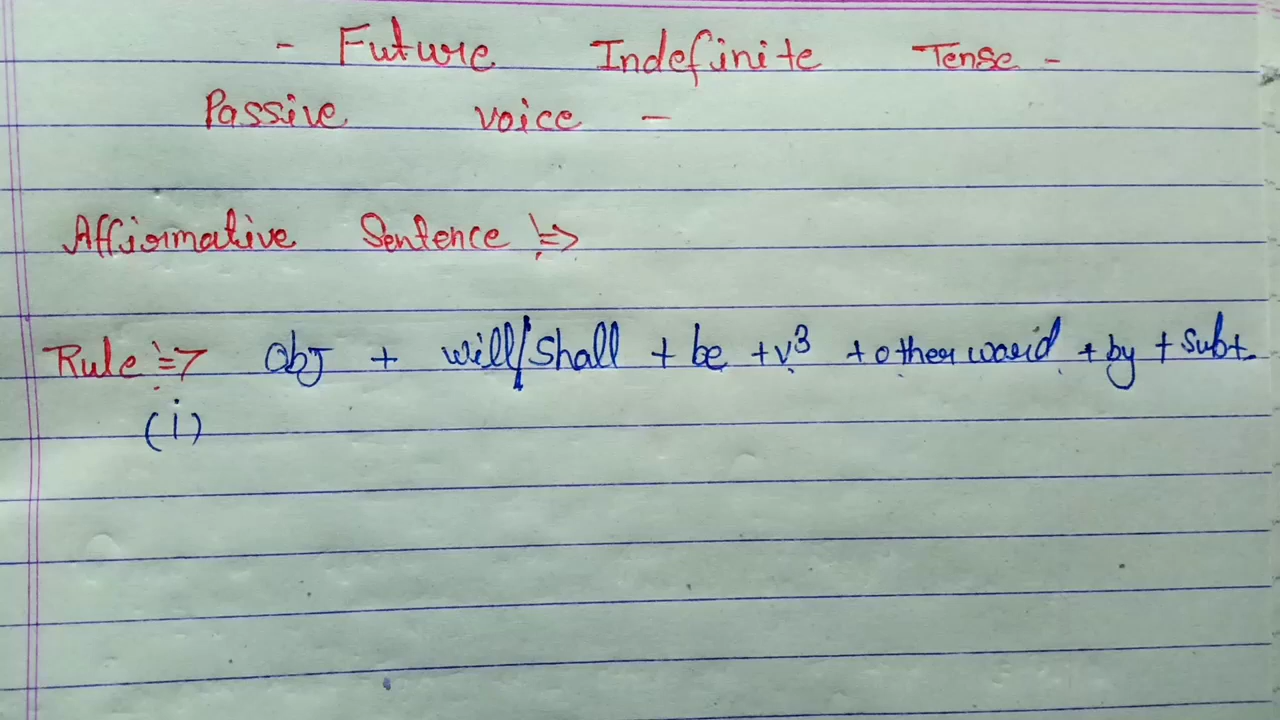 - Future Indefinite Tense -
Passive voice -
Affirmative Sentence :=>
Rule :=> Obj + will/shall + be + v3 + other word + by + subt.
(i)